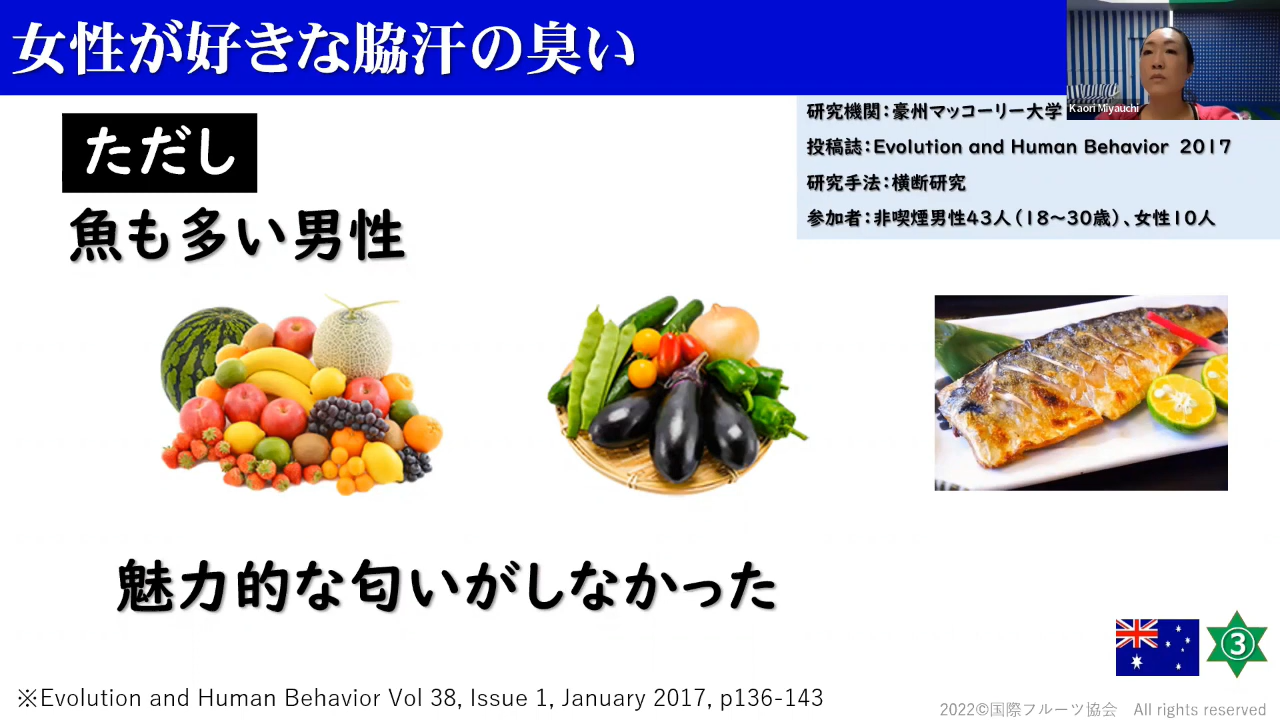 女性が好きな脇汗の臭い
Kaori Miyauchi
研究機関：豪州マッコーリー大学
投稿誌：Evolution and Human Behavior 2017
研究手法：横断研究
参加者：非喫煙男性43人（18～30歳）、女性10人
ただし
魚も多い男性
魅力的な匂いがしなかった
③
※Evolution and Human Behavior Vol 38, Issue 1, January 2017, p136-143
2022©国際フルーツ協会 All rights reserved